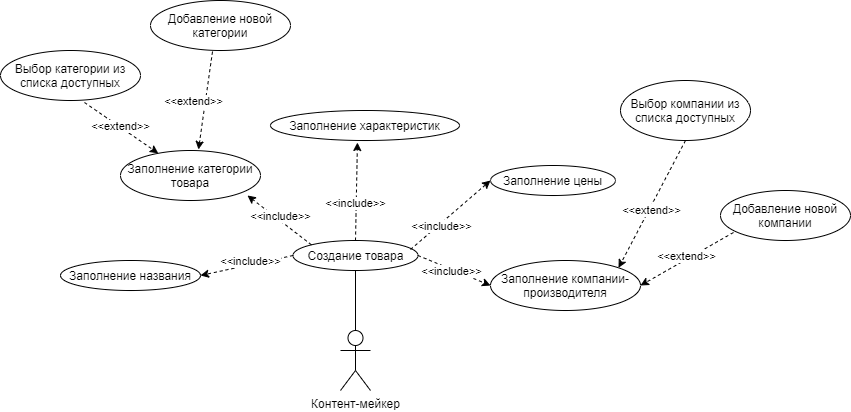 Добавление новой
категории
Выбор категории из
списка доступных
<<extend>>
<<extend>>
Заполнение категории
товара
Заполнение характеристик
Выбор компании из
списка доступных
Заполнение цены
<<include>>
<<include>>
<<include>>
<<extend>>
Добавление новой
компании
<<extend>>
Создание товара
<<include>>
<<include>>
Заполнение названия
Заполнение компании-
производителя
Контент-мейкер